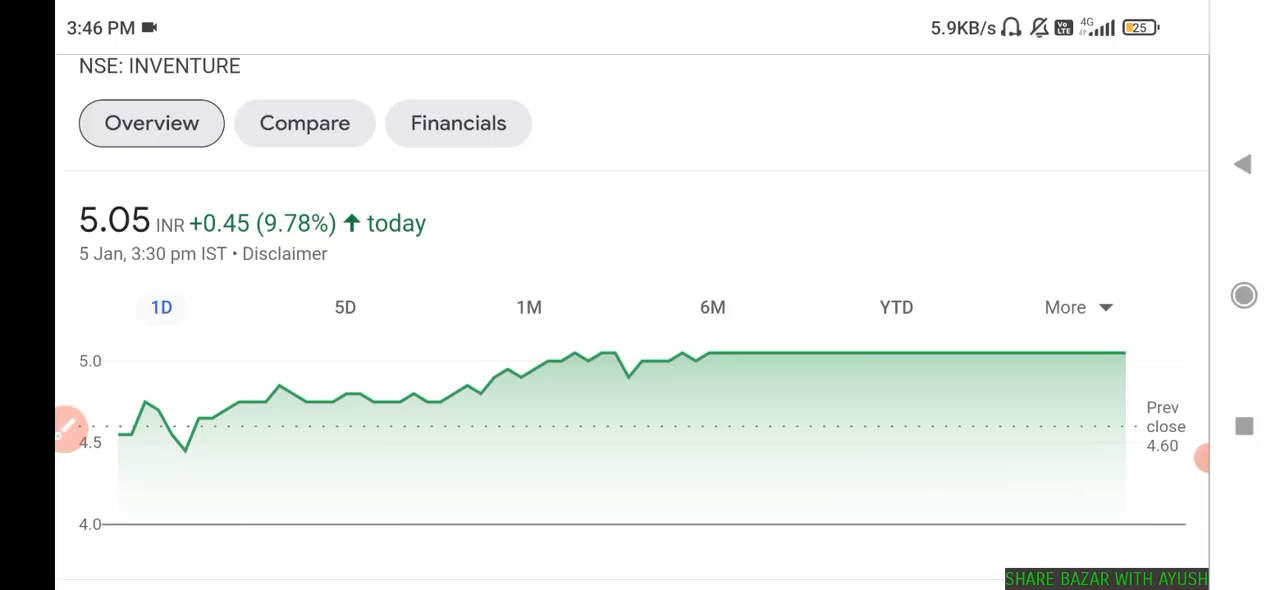 3:46 PM
5.9KB/s Vo LTE 4G 25
NSE: INVENTURE
Overview Compare Financials
5.05 INR +0.45 (9.78%) ↑ today
5 Jan, 3:30 pm IST • Disclaimer
1D 5D 1M 6M YTD More
5.0
4.5
4.0
Prev
close
4.60
SHARE BAZAR WITH AYUSH